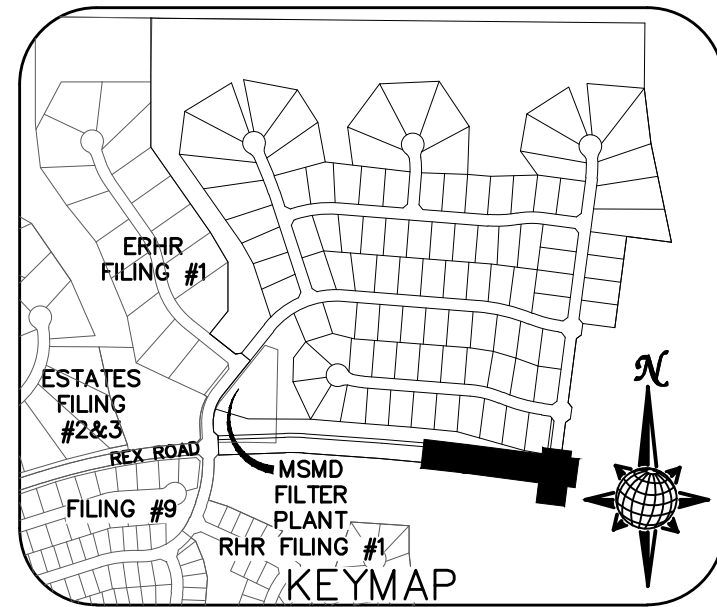 ERHR
FILING #1
N
ESTATES
FILING
#2&3
REX ROAD
FILING #9
MSMD
FILTER
PLANT
RHR FILING #1
KEYMAP